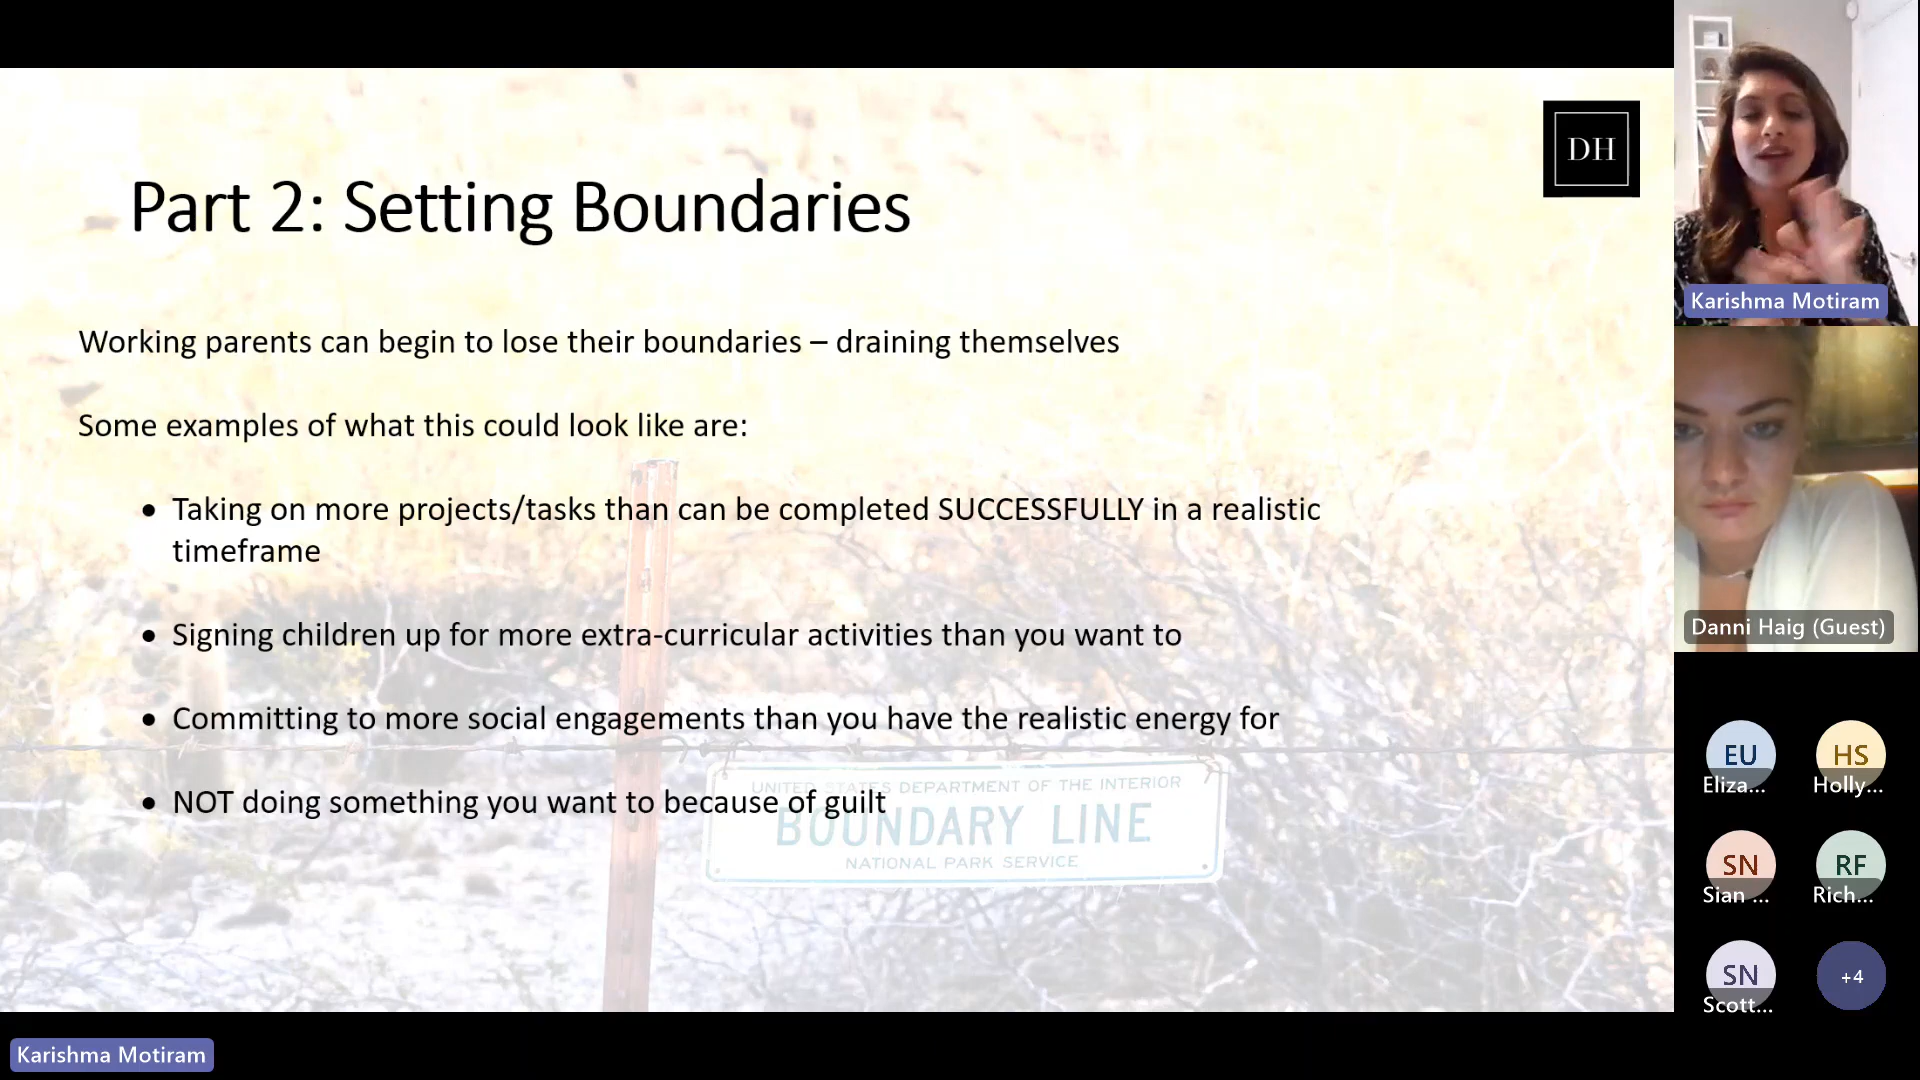 DH
Part 2: Setting Boundaries
Working parents can begin to lose their boundaries – draining themselves
Some examples of what this could look like are:
• Taking on more projects/tasks than can be completed SUCCESSFULLY in a realistic
timeframe
• Signing children up for more extra-curricular activities than you want to
• Committing to more social engagements than you have the realistic energy for
• NOT doing something you want to because of guilt
UNITED STATES DEPARTMENT OF THE INTERIOR
BOUNDARY LINE
NATIONAL PARK SERVICE
Karishma Motiram
Danni Haig (Guest)
EU
Eliza...
HS
Holly...
SN
Sian ...
RF
Rich...
SN
Scott...
+4
Karishma Motiram